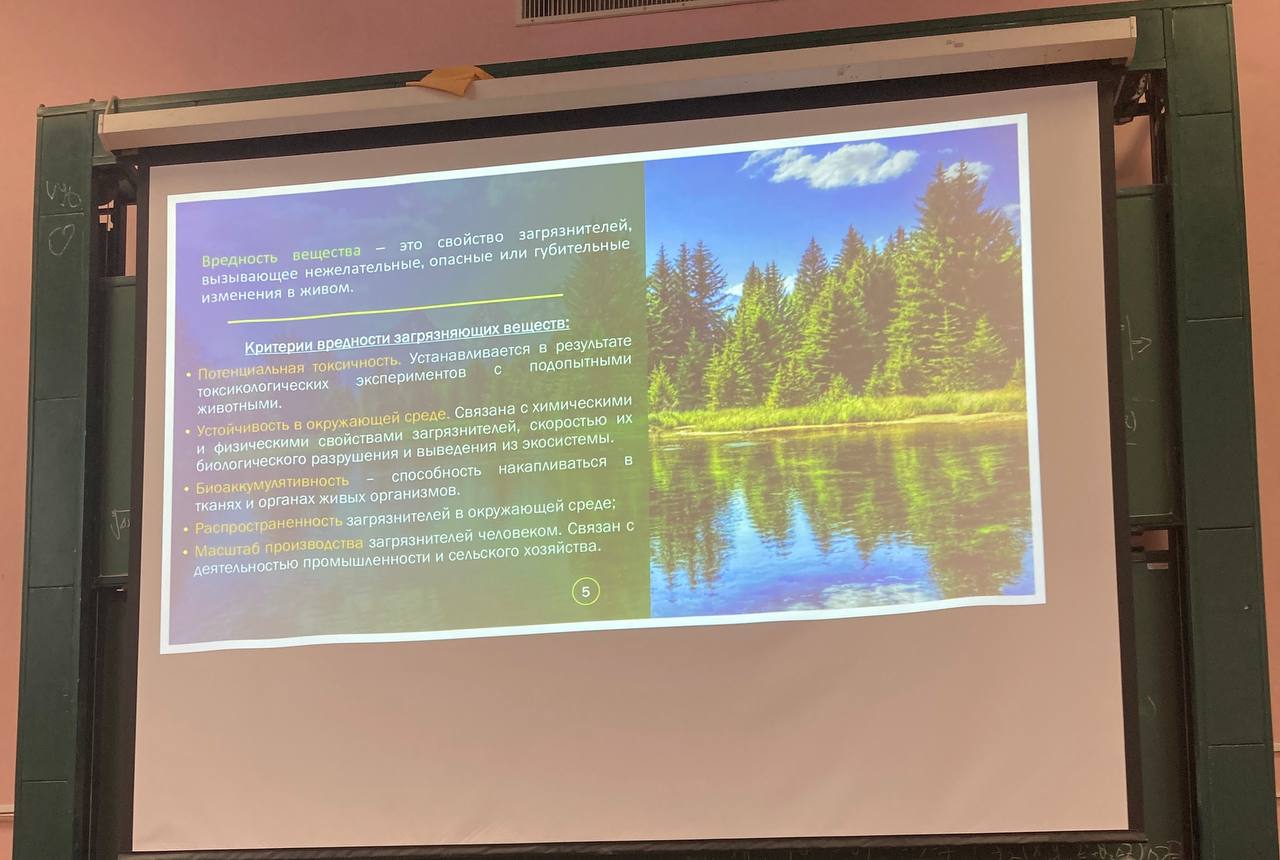 Вредность вещества – это свойство загрязнителей,
вызывающее нежелательные, опасные или губительные
изменения в живом.
Критерии вредности загрязняющих веществ:
• Потенциальная токсичность. Устанавливается в результате
токсикологических экспериментов с подопытными
животными.
• Устойчивость в окружающей среде. Связана с химическими
и физическими свойствами загрязнителей, скоростью их
биологического разрушения и выведения из экосистемы.
• Биоаккумулятивность – способность накапливаться в
тканях и органах живых организмов.
• Распространенность загрязнителей в окружающей среде;
• Масштаб производства загрязнителей человеком. Связан с
деятельностью промышленности и сельского хозяйства.
5